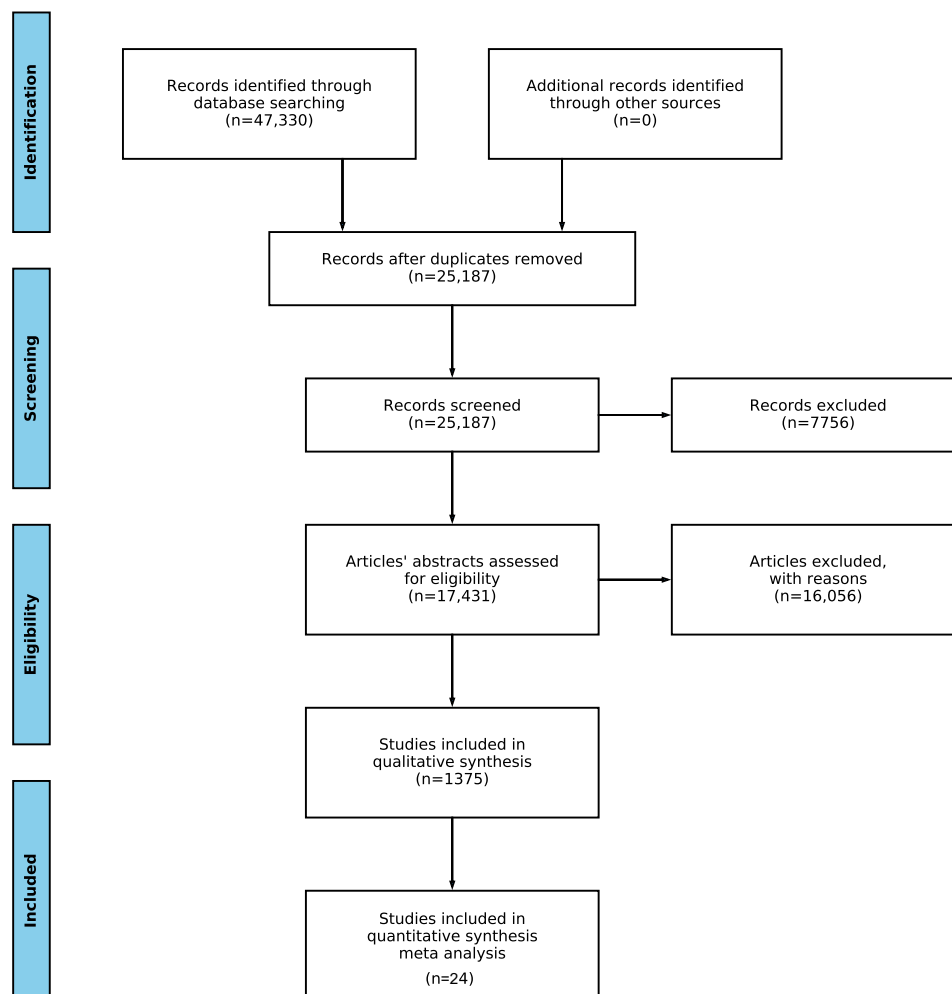 Identification
Records identified through
database searching
(n=47,330)
Additional records identified
through other sources
(n=0)
Records after duplicates removed
(n=25,187)
Screening
Records screened
(n=25,187)
Records excluded
(n=7756)
Eligibility
Articles' abstracts assessed
for eligibility
(n=17,431)
Articles excluded,
with reasons
(n=16,056)
Studies included in
qualitative synthesis
(n=1375)
Included
Studies included in
quantitative synthesis
meta analysis
(n=24)